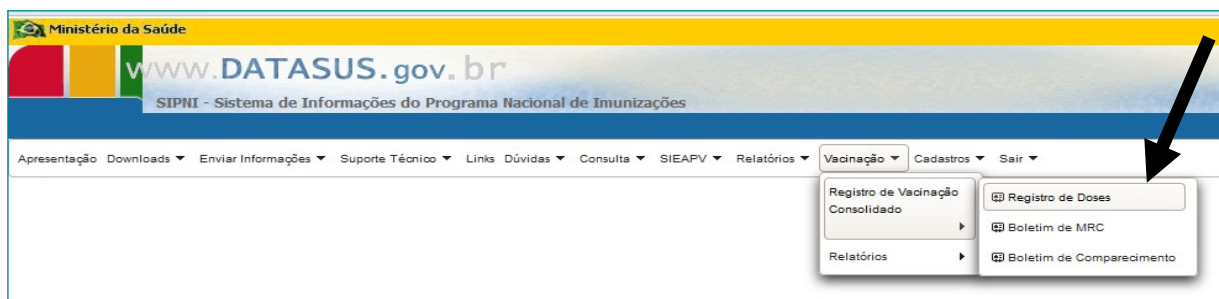 Ministério da Saúde
www.DATASUS.gov.br
SIPNI - Sistema de Informações do Programa Nacional de Imunizações
Apresentação Downloads Enviar Informações Suporte Técnico Links Dúvidas Consulta SIEAPV Relatórios Vacinação Cadastros Sair
Registro de Vacinação
Consolidado
Relatórios
Registro de Doses
Boletim de MRC
Boletim de Comparecimento